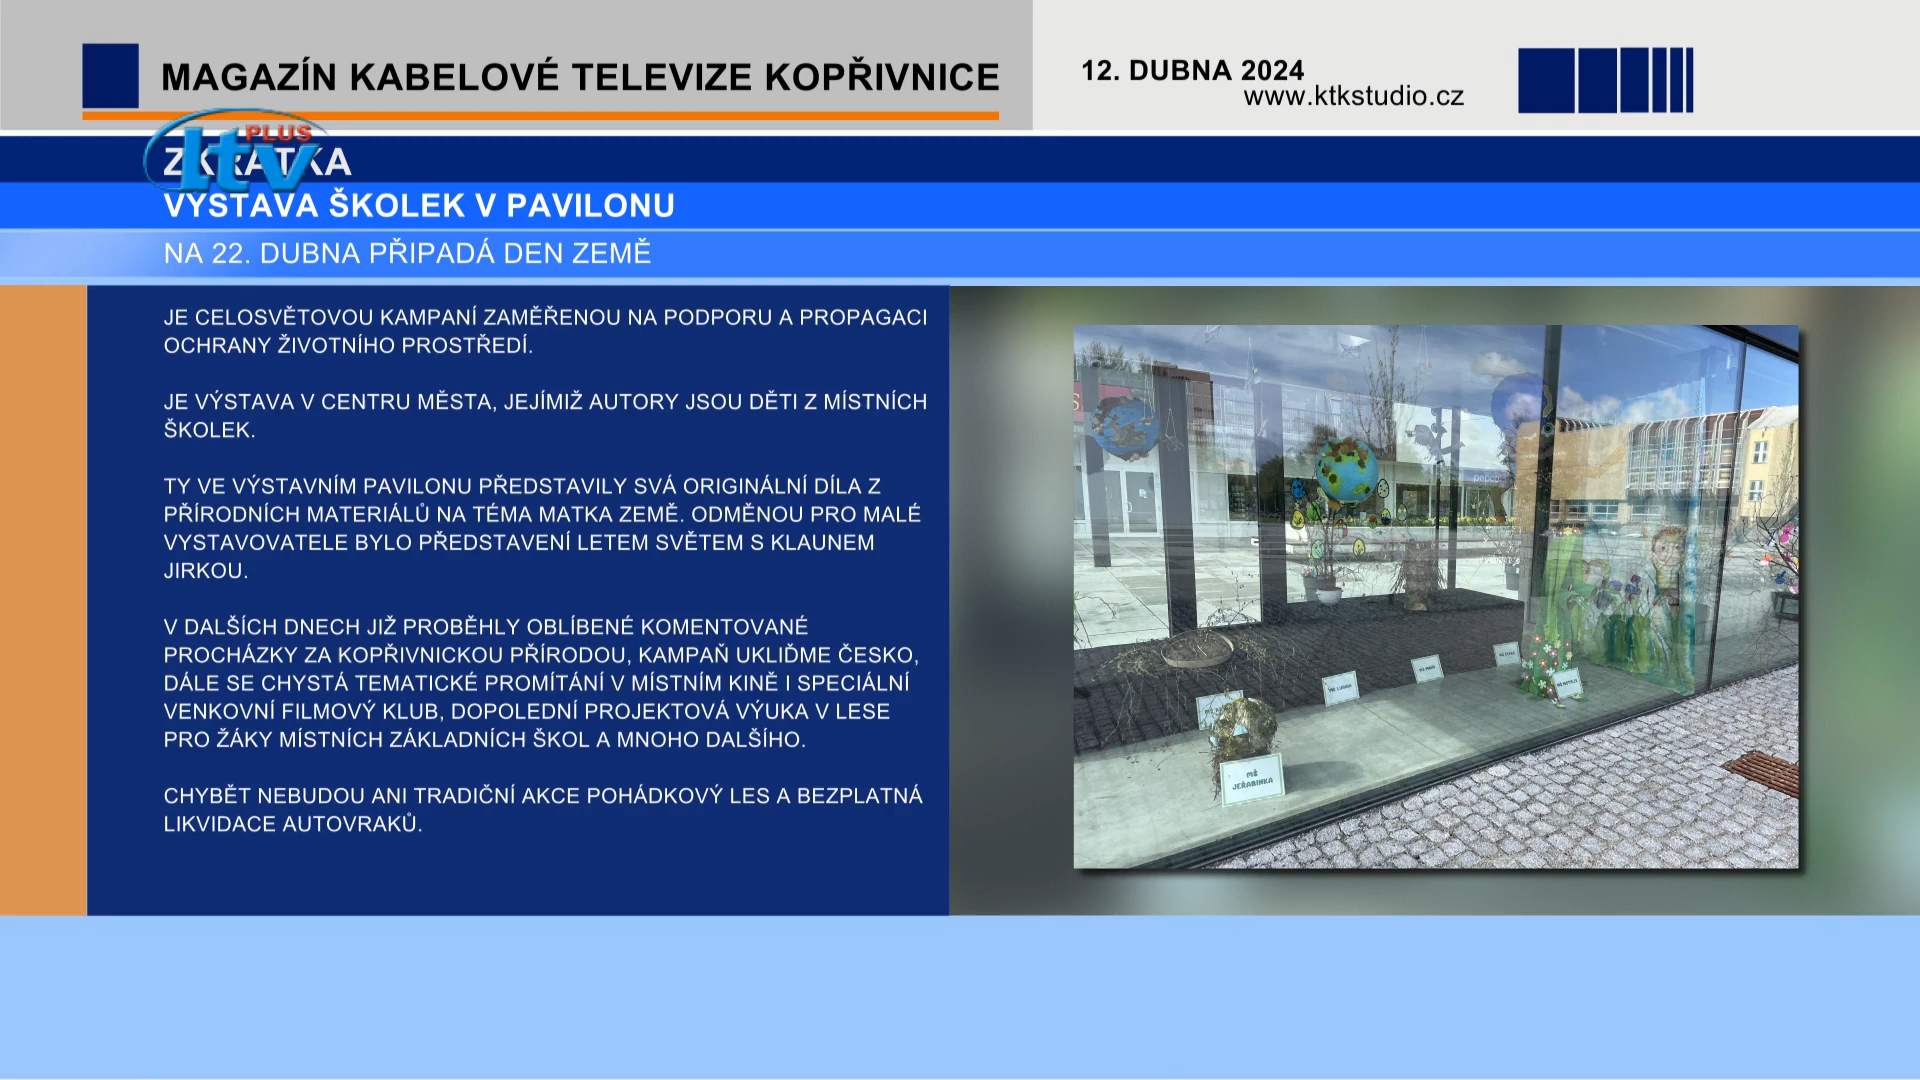 MAGAZÍN KABELOVÉ TELEVIZE KOPŘIVNICE
12. DUBNA 2024
www.ktkstudio.cz
ltv PLUS
ZKRÁTKA
VÝSTAVA ŠKOLEK V PAVILONU
NA 22. DUBNA PŘIPADÁ DEN ZEMĚ
JE CELOSVĚTOVOU KAMPANÍ ZAMĚŘENOU NA PODPORU A PROPAGACI
OCHRANY ŽIVOTNÍHO PROSTŘEDÍ.
JE VÝSTAVA V CENTRU MĚSTA, JEJÍMIŽ AUTORY JSOU DĚTI Z MÍSTNÍCH
ŠKOLEK.
TY VE VÝSTAVNÍM PAVILONU PŘEDSTAVILY SVÁ ORIGINÁLNÍ DÍLA Z
PŘÍRODNÍCH MATERIÁLŮ NA TÉMA MATKA ZEMĚ. ODMĚNOU PRO MALÉ
VYSTAVOVATELE BYLO PŘEDSTAVENÍ LETEM SVĚTEM S KLAUNEM
JIRKOU.
V DALŠÍCH DNECH JIŽ PROBĚHLY OBLÍBENÉ KOMENTOVANÉ
PROCHÁZKY ZA KOPŘIVNICKOU PŘÍRODOU, KAMPAŇ UKLIĎME ČESKO,
DÁLE SE CHYSTÁ TEMATICKÉ PROMÍTÁNÍ V MÍSTNÍM KINĚ I SPECIÁLNÍ
VENKOVNÍ FILMOVÝ KLUB, DOPOLEDNÍ PROJEKTOVÁ VÝUKA V LESE
PRO ŽÁKY MÍSTNÍCH ZÁKLADNÍCH ŠKOL A MNOHO DALŠÍHO.
CHYBĚT NEBUDOU ANI TRADIČNÍ AKCE POHÁDKOVÝ LES A BEZPLATNÁ
LIKVIDACE AUTOVRAKŮ.
pepco
MŠ
JEŘABINKA